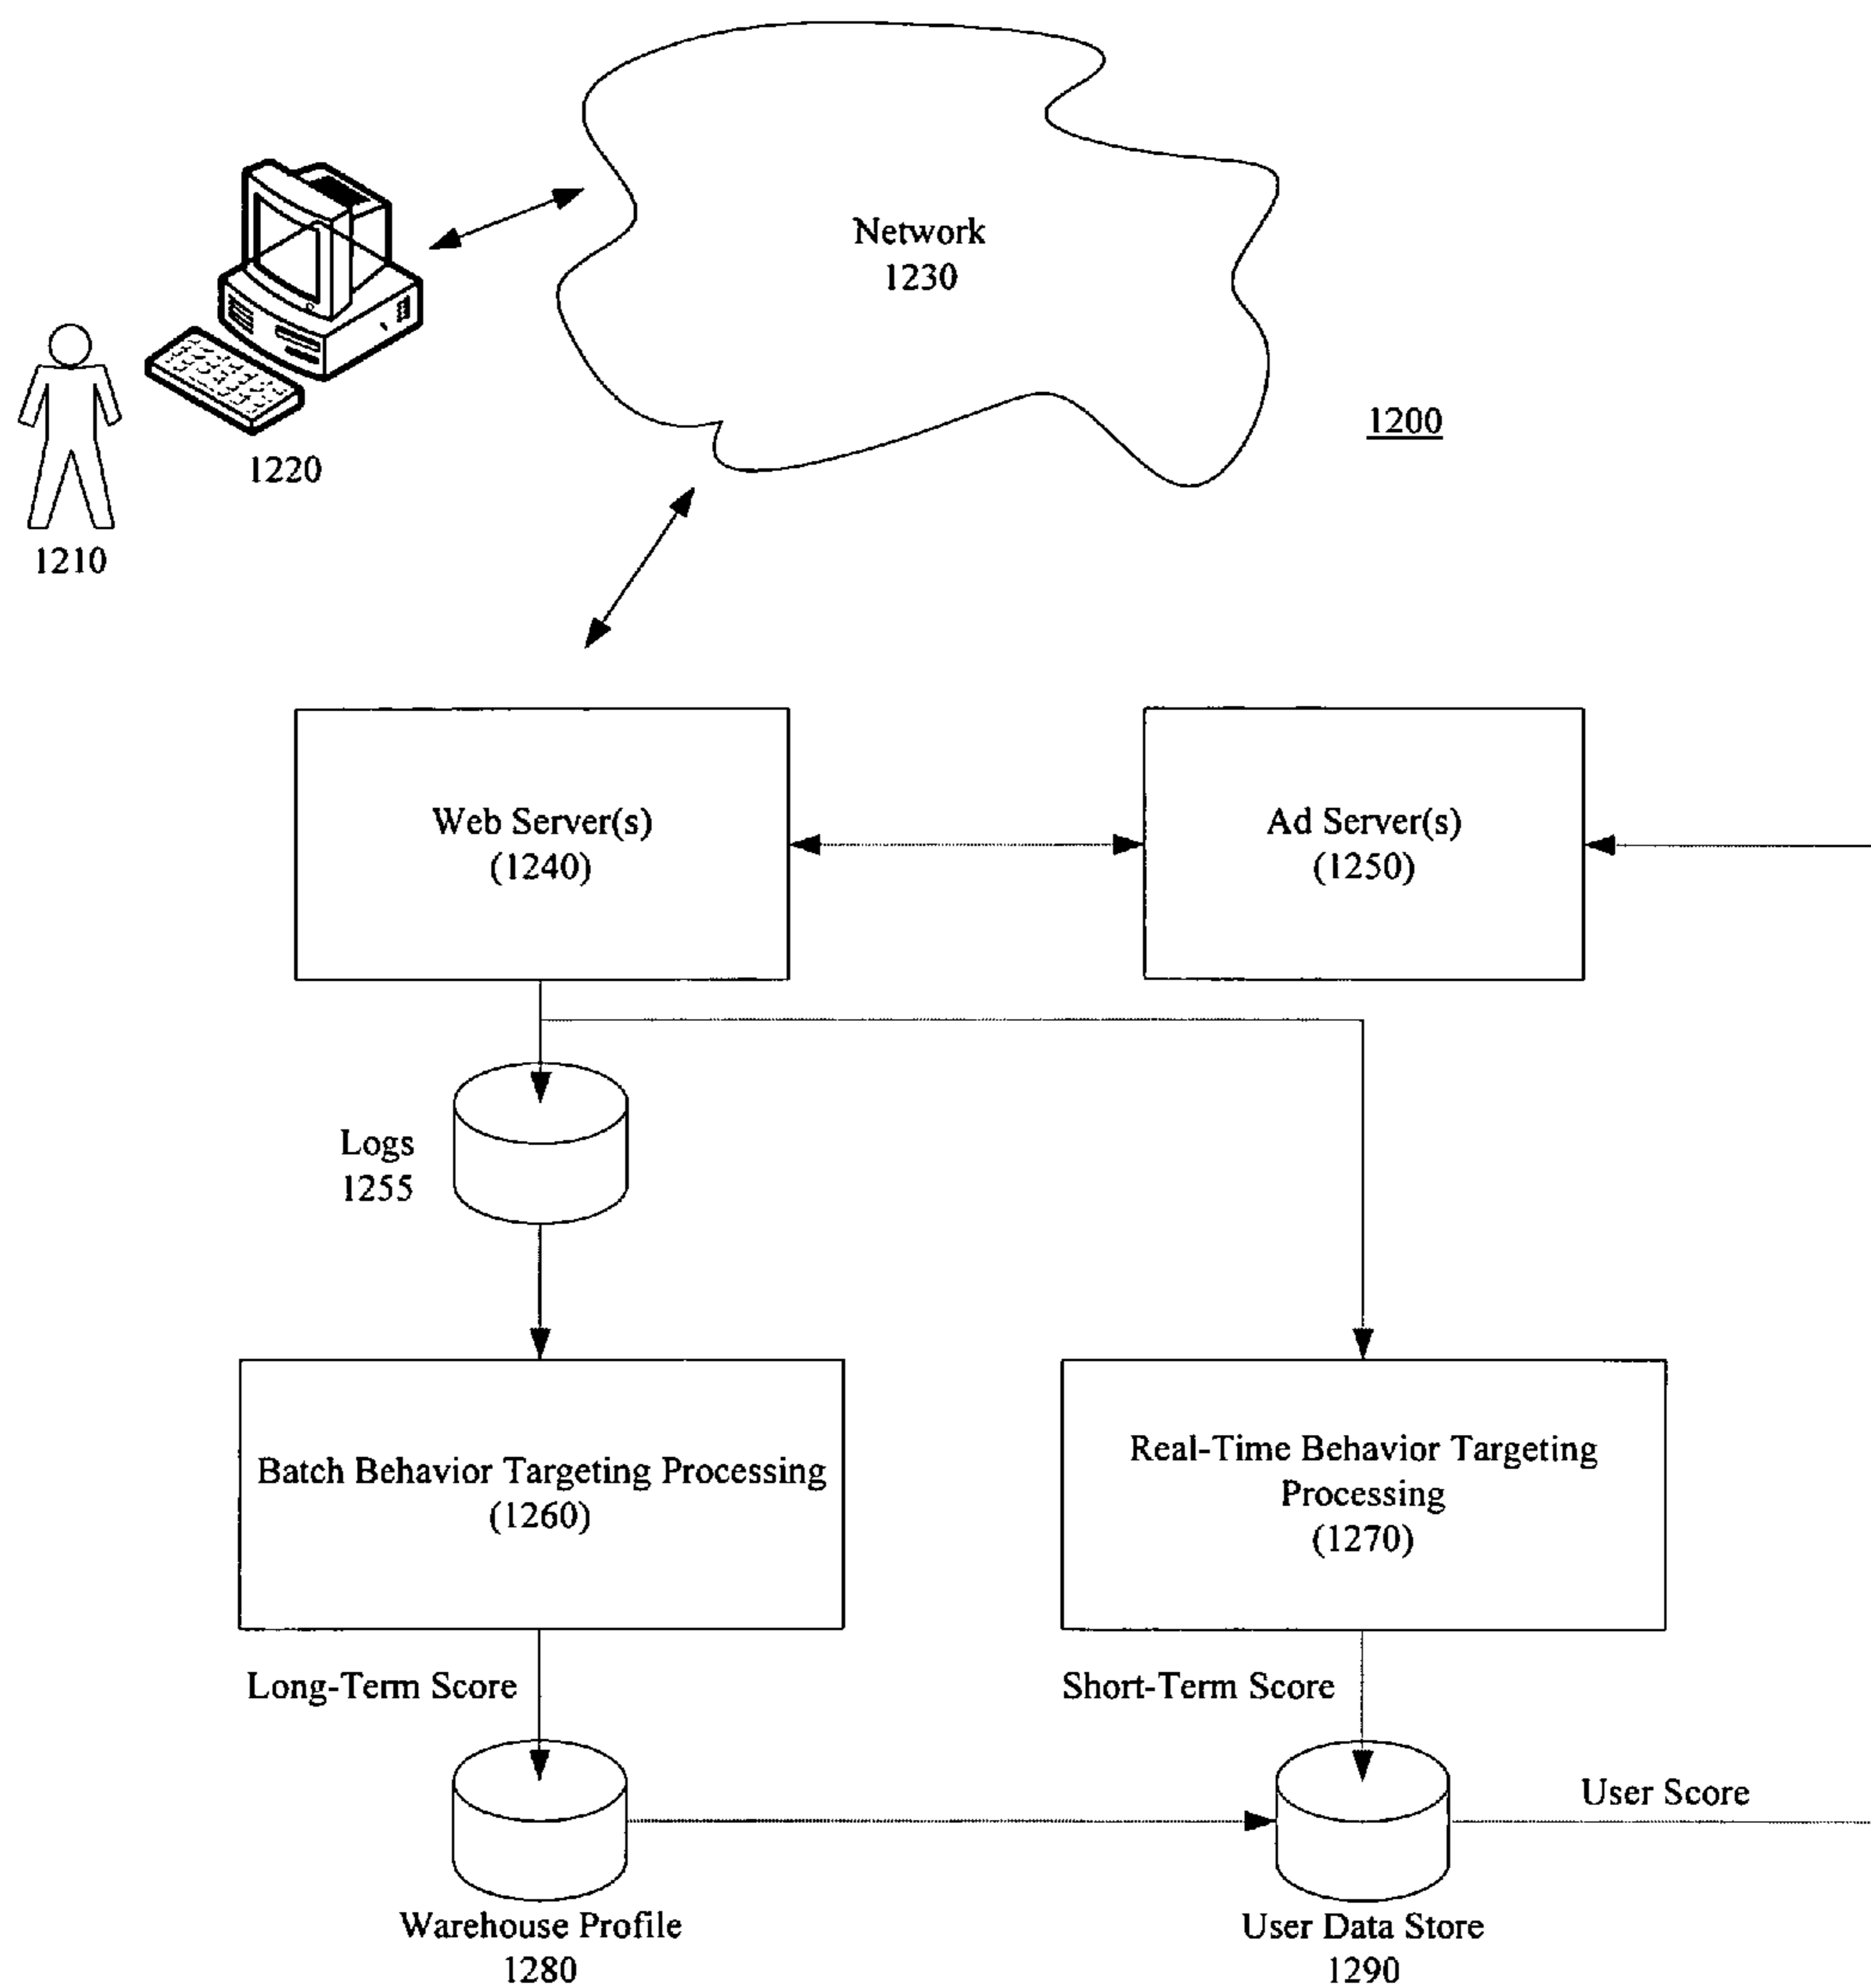 Network
1230
1200
1220
1210
Web Server(s)
(1240)
Ad Server(s)
(1250)
Logs
1255
Batch Behavior Targeting Processing
(1260)
Real-Time Behavior Targeting
Processing
(1270)
Long-Term Score
Short-Term Score
User Score
Warehouse Profile
1280
User Data Store
1290